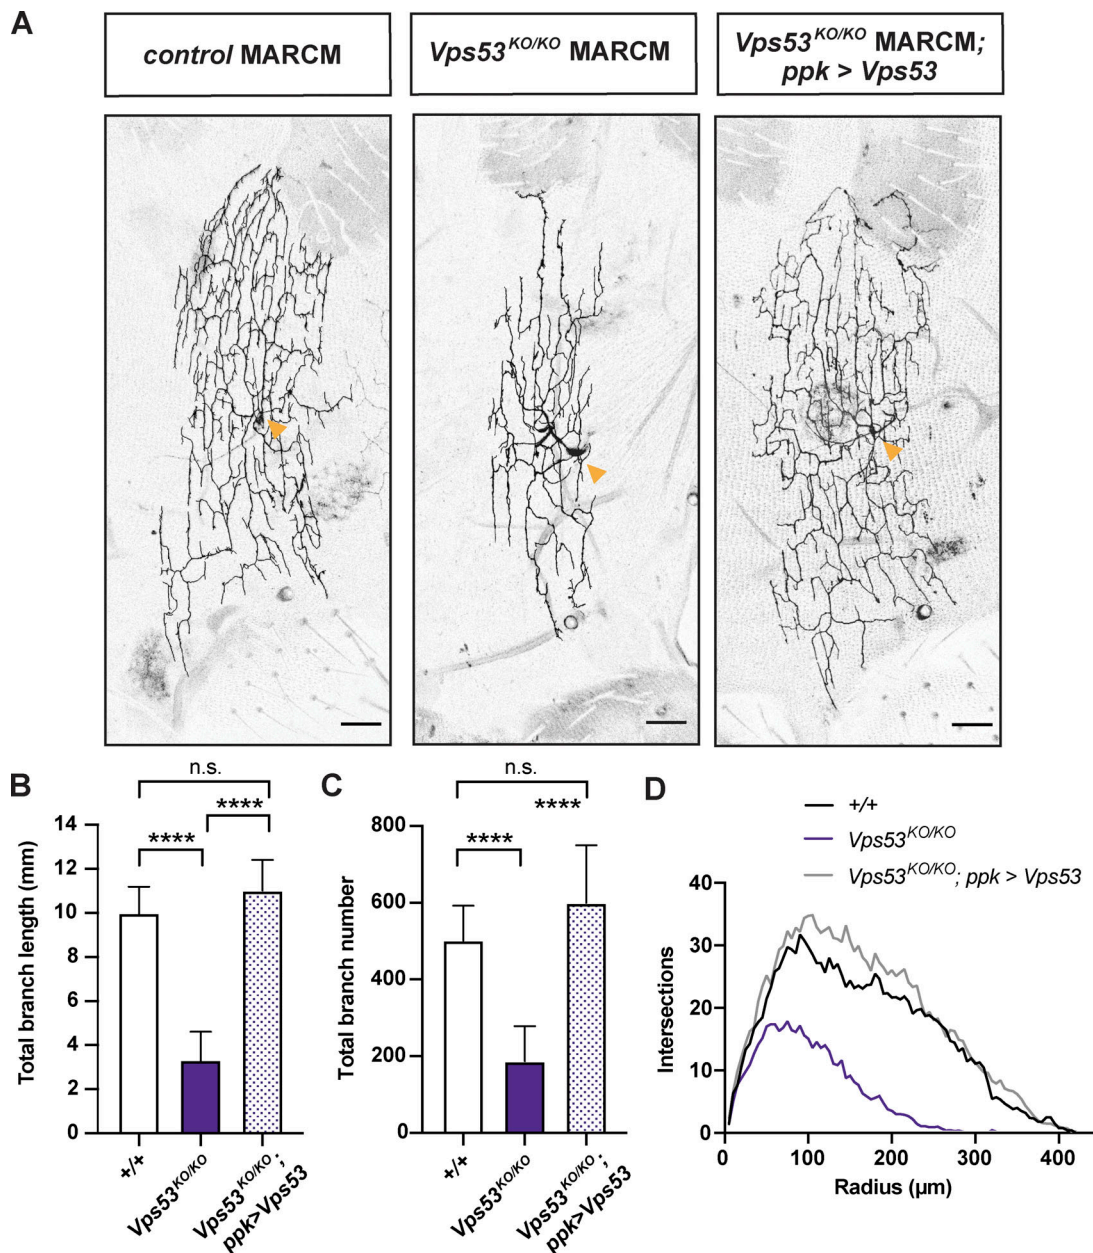 A
control MARCM
Vps53KO/KO MARCM
Vps53KO/KO MARCM;
ppk > Vps53
B
n.s.
****
****
Total branch length (mm)
14
12
10
8
6
4
2
0
+/+
Vps53KO/KO
Vps53KO/KO;
ppk>Vps53
C
n.s.
****
****
Total branch number
800
600
400
200
0
+/+
Vps53KO/KO
Vps53KO/KO;
ppk>Vps53
D
+/+
Vps53KO/KO
Vps53KO/KO; ppk > Vps53
Intersections
40
30
20
10
0
0
100
200
300
400
Radius (µm)